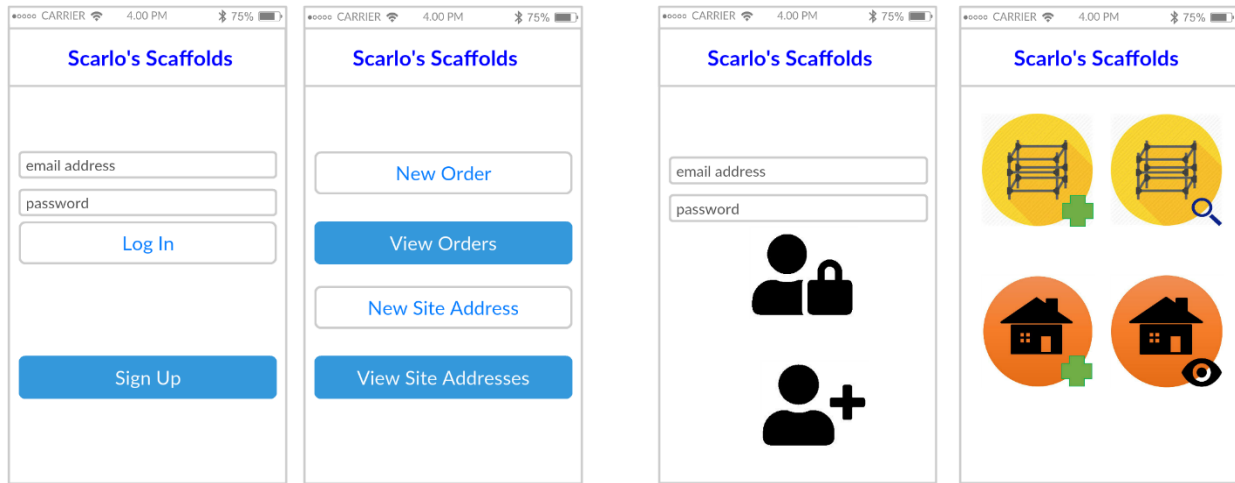 CARRIER 4.00 PM 75%
Scarlo's Scaffolds
email address
password
Log In
Sign Up
CARRIER 4.00 PM 75%
Scarlo's Scaffolds
New Order
View Orders
New Site Address
View Site Addresses
CARRIER 4.00 PM 75%
Scarlo's Scaffolds
email address
password
CARRIER 4.00 PM 75%
Scarlo's Scaffolds